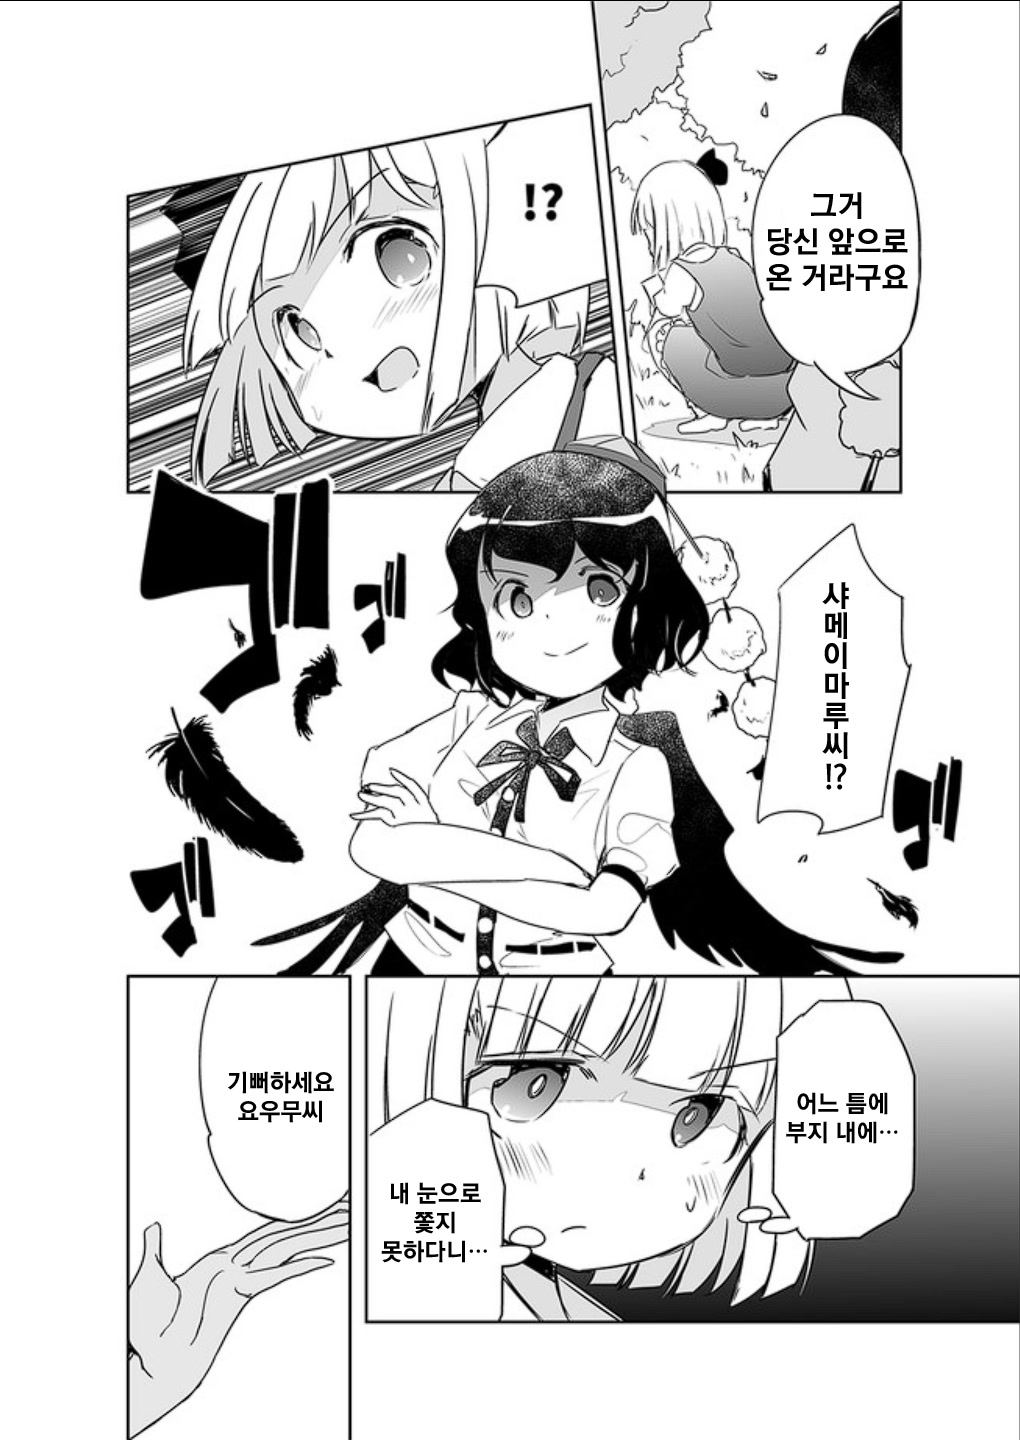 그거
당신 앞으로
온 거라구요
!?
샤메이마루씨!?
어느 틈에
부지 내에…
내 눈으로
쫓지
못하다니…
기뻐하세요
요우무씨